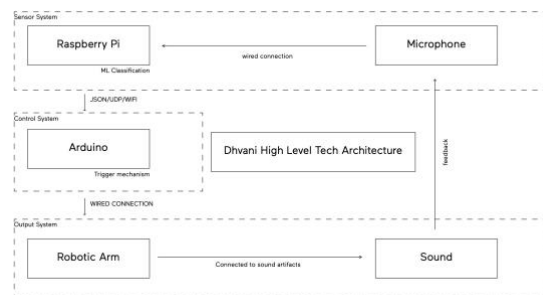 Sensor System
Raspberry Pi
Microphone
wired connection
ML Classification
JSON/UDP/WIFI
Control System
Arduino
Dhvani High Level Tech Architecture
feedback
Trigger mechanism
WIRED CONNECTION
Output System
Robotic Arm
Sound
Connected to sound artifacts